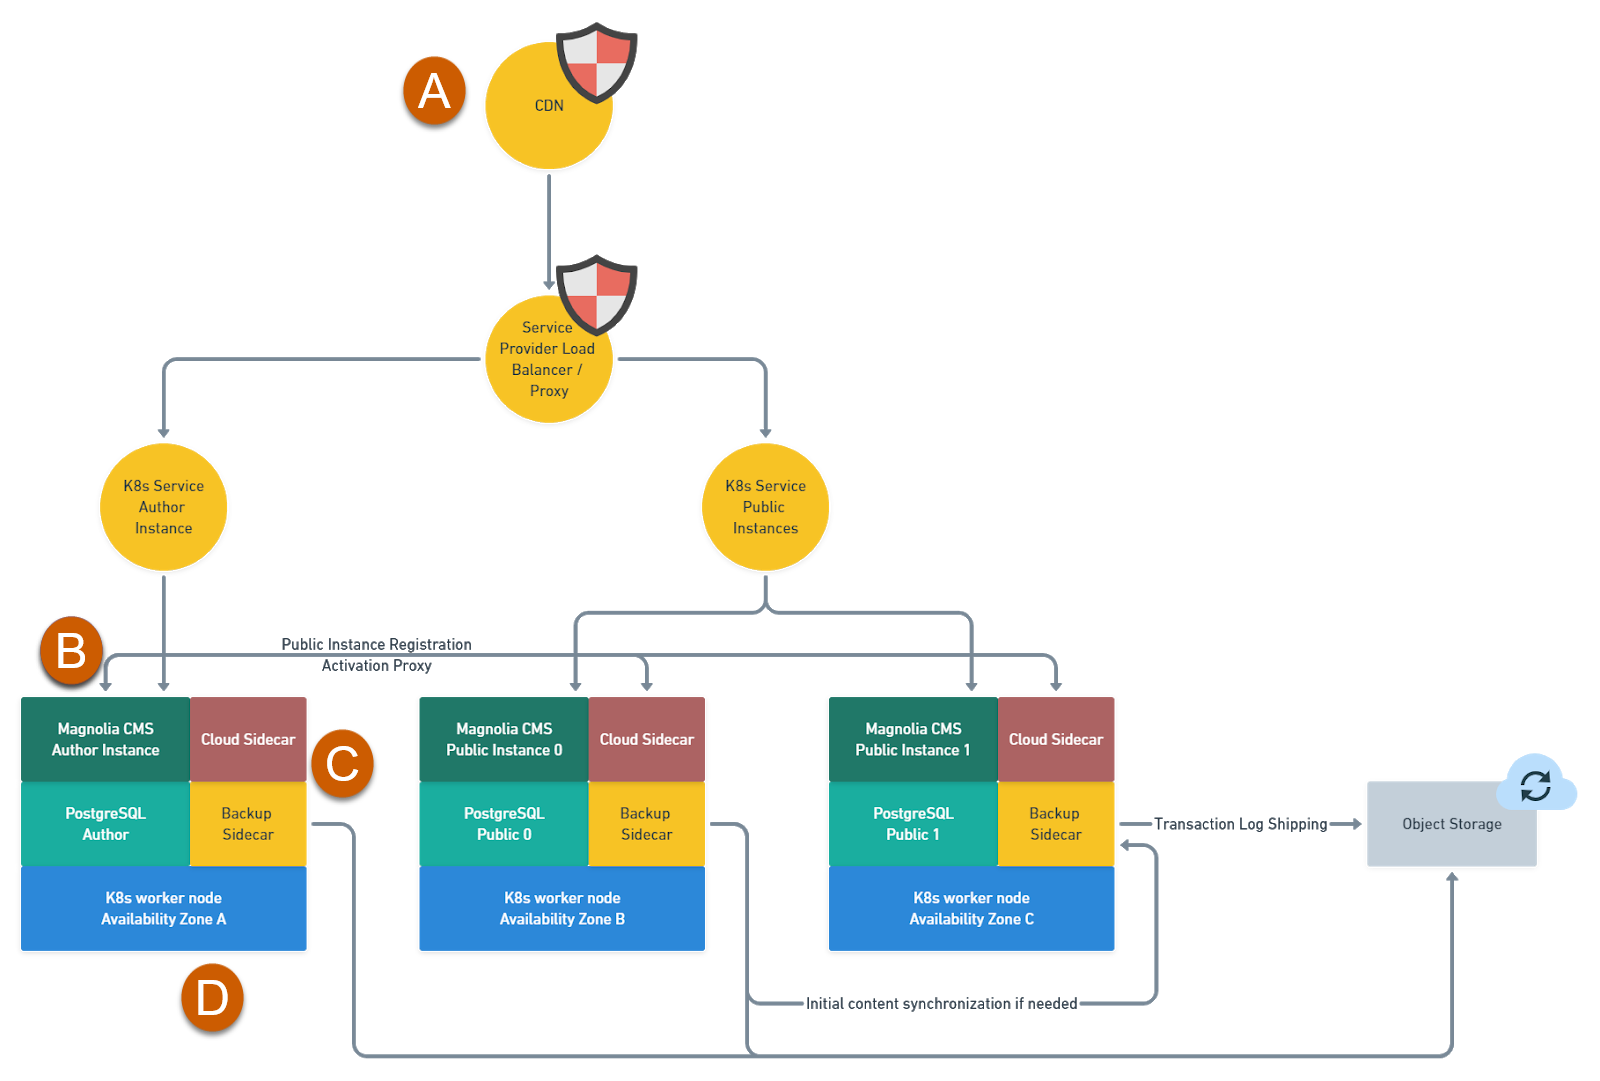 A
CDN
Service
Provider Load
Balancer /
Proxy
K8s Service
Author
Instance
K8s Service
Public
Instances
B
Public Instance Registration
Activation Proxy
Magnolia CMS
Author Instance
Cloud Sidecar
C
PostgreSQL
Author
Backup
Sidecar
K8s worker node
Availability Zone A
D
Magnolia CMS
Public Instance 0
Cloud Sidecar
PostgreSQL
Public 0
Backup
Sidecar
K8s worker node
Availability Zone B
Magnolia CMS
Public Instance 1
Cloud Sidecar
PostgreSQL
Public 1
Backup
Sidecar
K8s worker node
Availability Zone C
Transaction Log Shipping
Object Storage
Initial content synchronization if needed